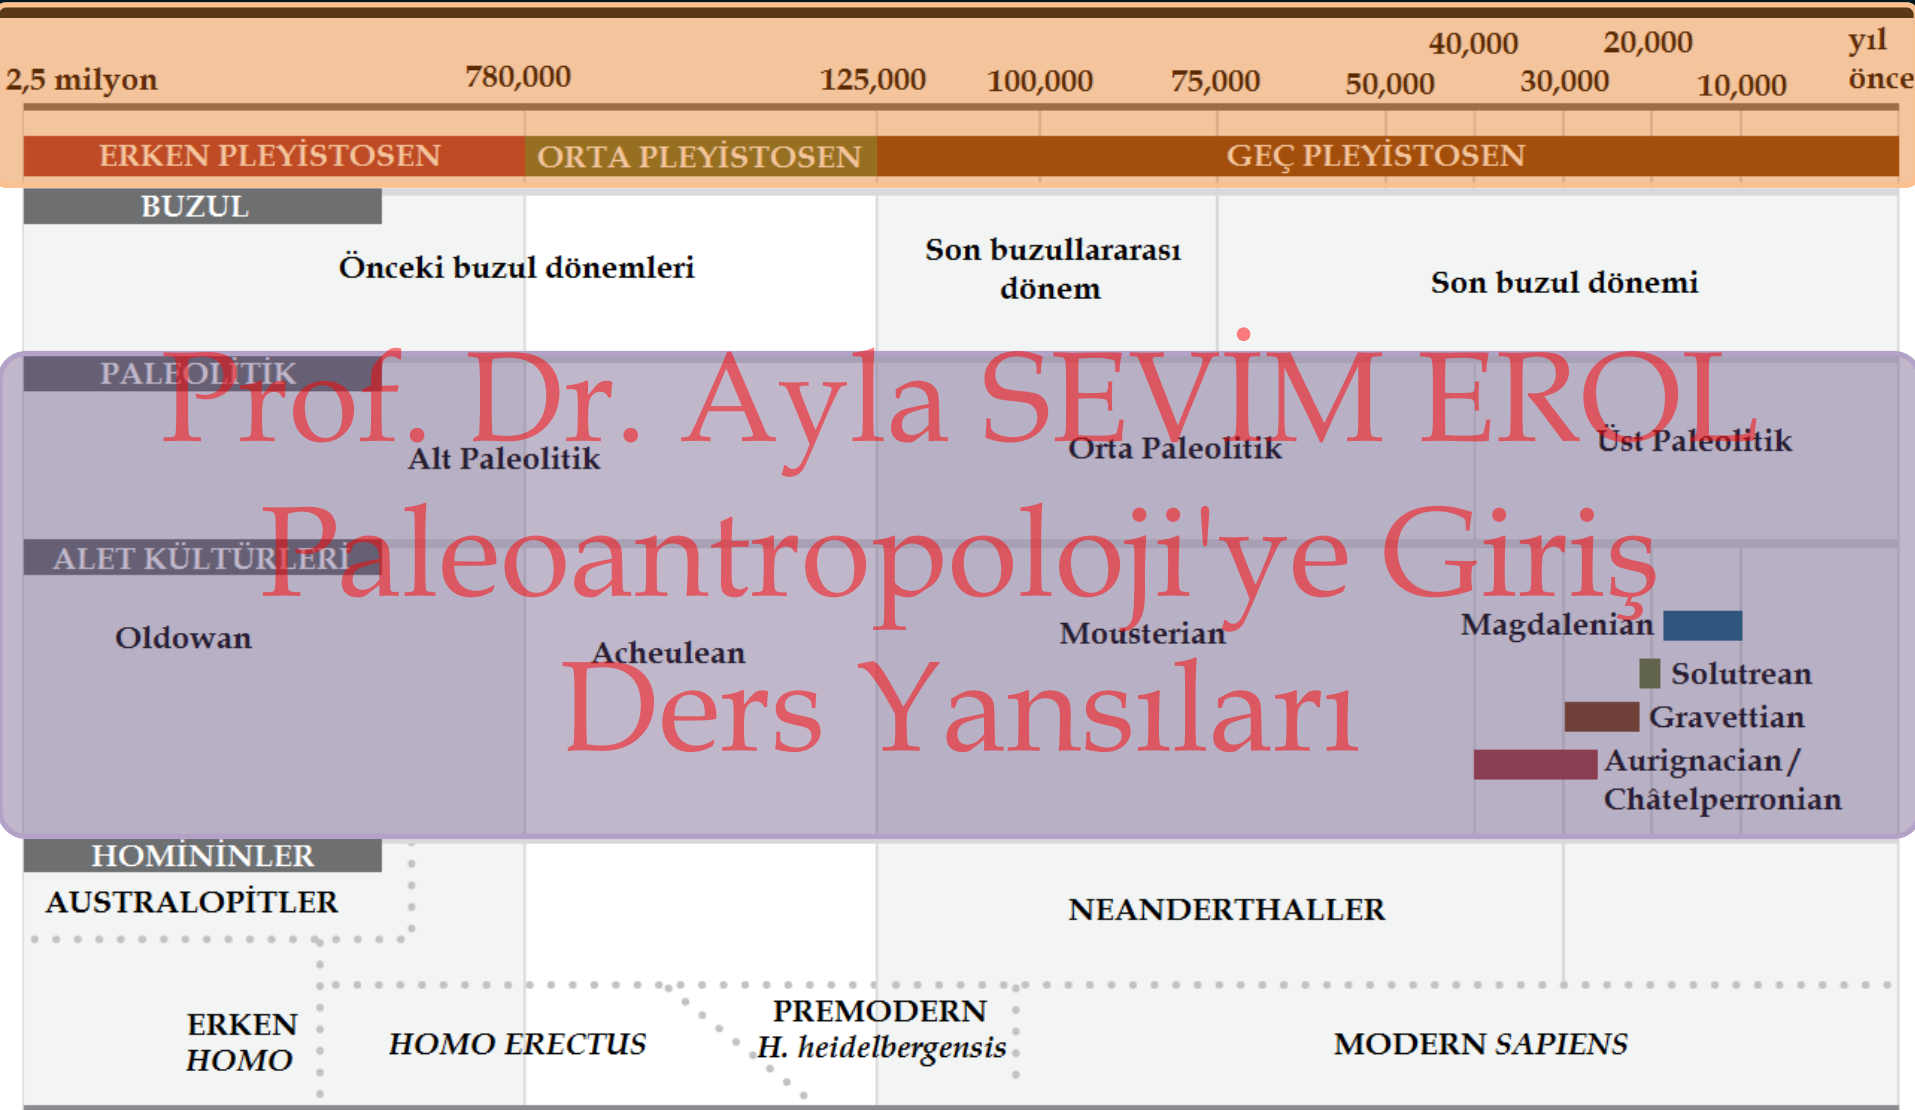 40,000 20,000 yıl
2,5 milyon 780,000 125,000 100,000 75,000 50,000 30,000 10,000 önce
ERKEN PLEYİSTOSEN ORTA PLEYİSTOSEN GEÇ PLEYİSTOSEN
BUZUL
Önceki buzul dönemleri
Son buzullararası
dönem
Son buzul dönemi
PALEOLİTİK
Prof. Dr. Ayla SEVİM EROL
Alt Paleolitik Orta Paleolitik Üst Paleolitik
Paleoantropoloji'ye Giriş
ALET KÜLTÜRLERİ
Oldowan Acheulean Mousterian Magdalenian
Solutrean
Ders Yansıları
Gravettian
Aurignacian/
Châtelperronian
HOMİNİNLER
AUSTRALOPİTLER
NEANDERTHALLER
ERKEN
HOMO
HOMO ERECTUS
PREMODERN
H. heidelbergensis
MODERN SAPIENS